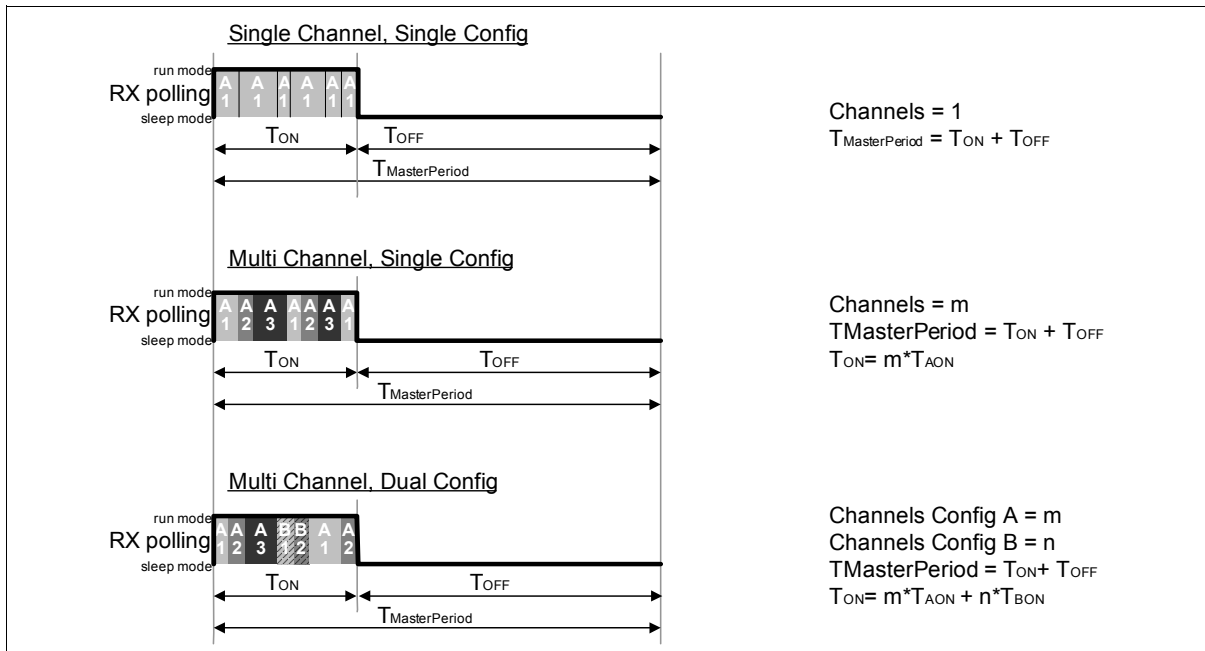 Single Channel, Single Config
run mode
RX polling
sleep mode
A 1 A 1 A 1 A 1 A 1 A 1
TON TOFF
TMasterPeriod
Channels = 1
TMasterPeriod = TON + TOFF
Multi Channel, Single Config
run mode
RX polling
sleep mode
A 1 A 2 A 3 A 1 A 2 A 3 A 1
TON TOFF
TMasterPeriod
Channels = m
TMasterPeriod = TON + TOFF
TON= m*TAON
Multi Channel, Dual Config
run mode
RX polling
sleep mode
A 1 A 2 A 3 B 1 B 2 A 1 A 2
TON TOFF
TMasterPeriod
Channels Config A = m
Channels Config B = n
TMasterPeriod = TON+ TOFF
TON= m*TAON + n*TBON